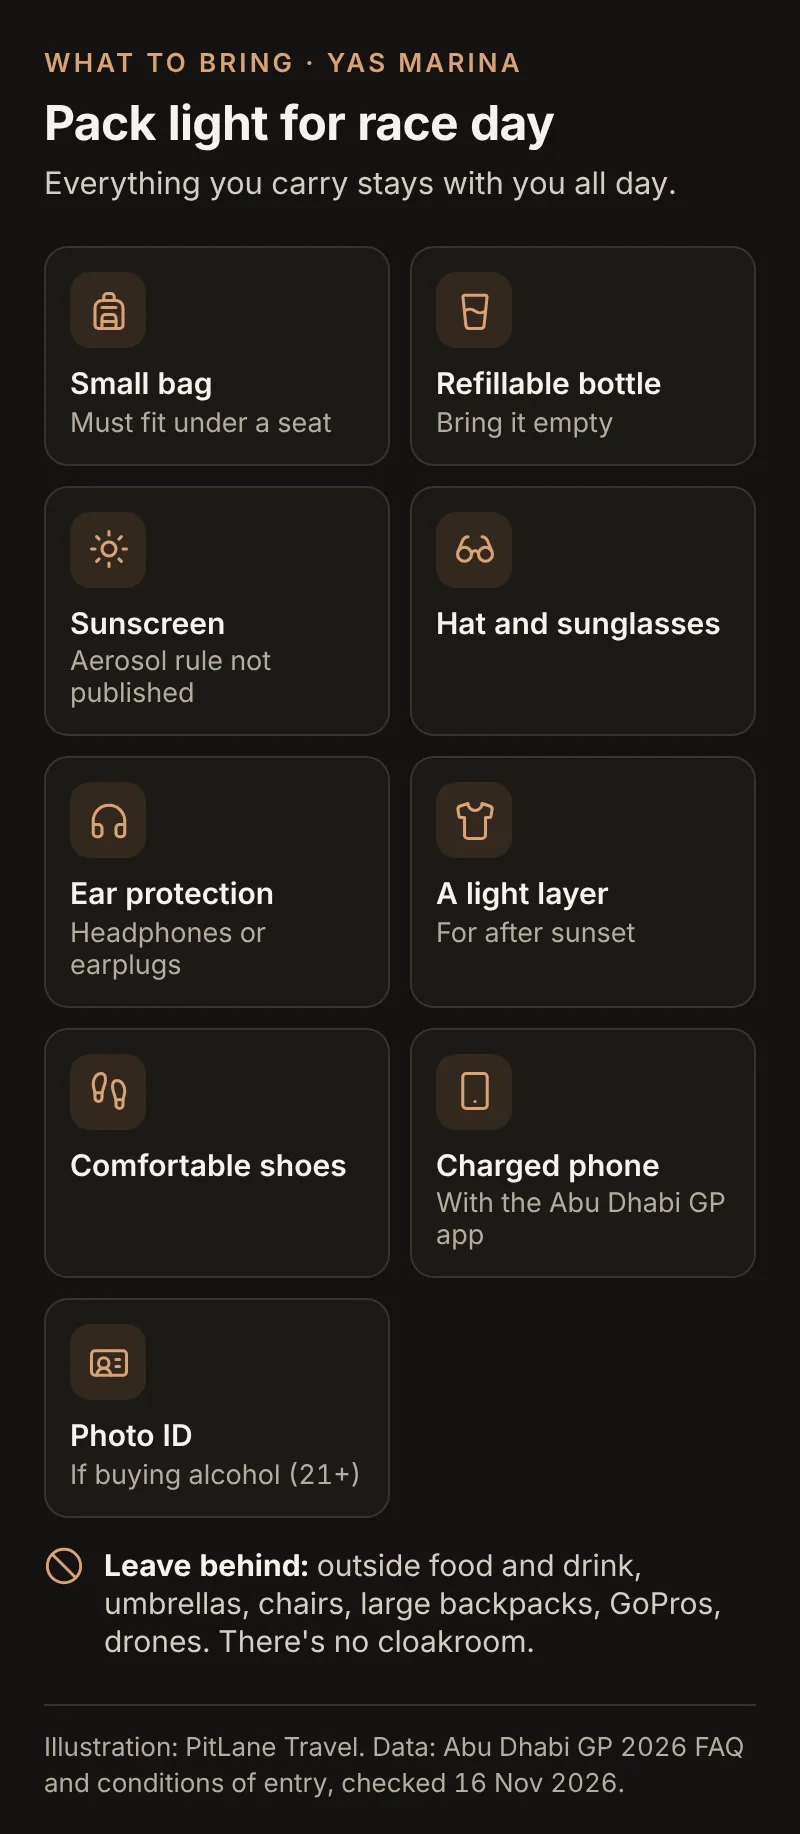 WHAT TO BRING · YAS MARINA
Pack light for race day
Everything you carry stays with you all day.
Small bag
Must fit under a seat
Refillable bottle
Bring it empty
Sunscreen
Aerosol rule not
published
Hat and sunglasses
Ear protection
Headphones or
earplugs
A light layer
For after sunset
Comfortable shoes
Charged phone
With the Abu Dhabi GP
app
Photo ID
If buying alcohol (21+)
Leave behind: outside food and drink,
umbrellas, chairs, large backpacks, GoPros,
drones. There's no cloakroom.
Illustration: PitLane Travel. Data: Abu Dhabi GP 2026 FAQ
and conditions of entry, checked 16 Nov 2026.